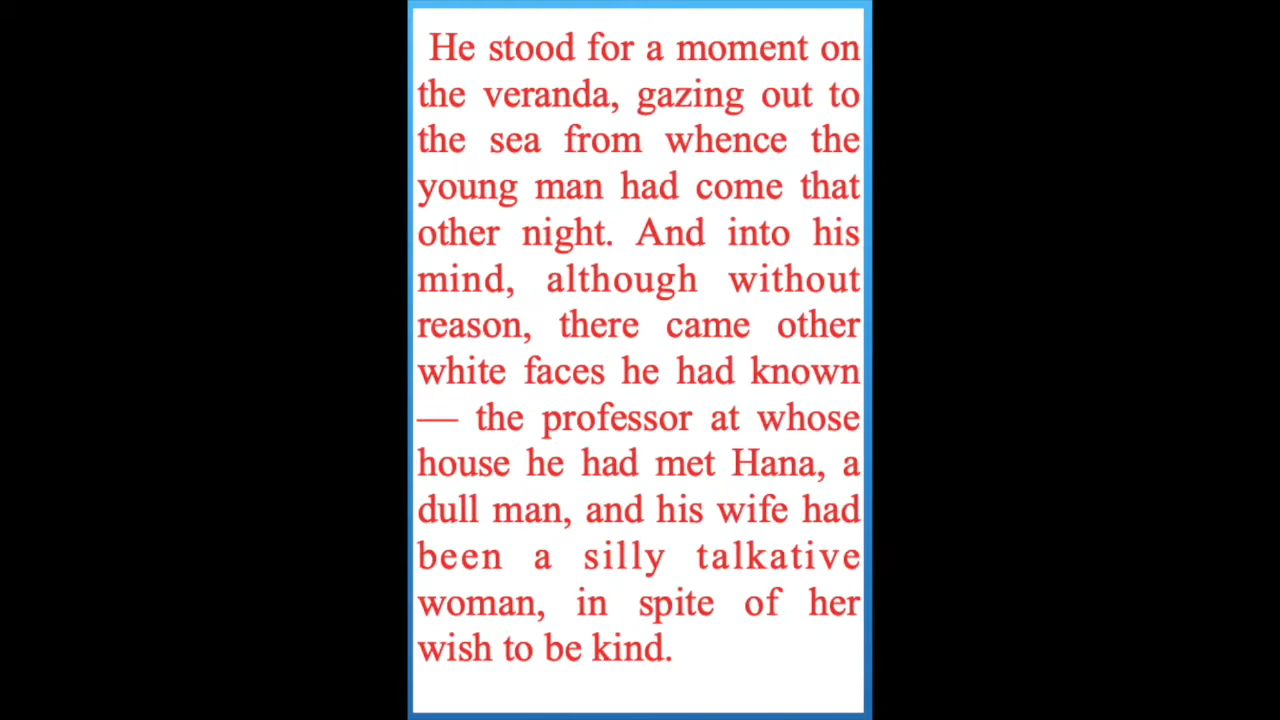 He stood for a moment on
the veranda, gazing out to
the sea from whence the
young man had come that
other night. And into his
mind, although without
reason, there came other
white faces he had known
— the professor at whose
house he had met Hana, a
dull man, and his wife had
been a silly talkative
woman, in spite of her
wish to be kind.